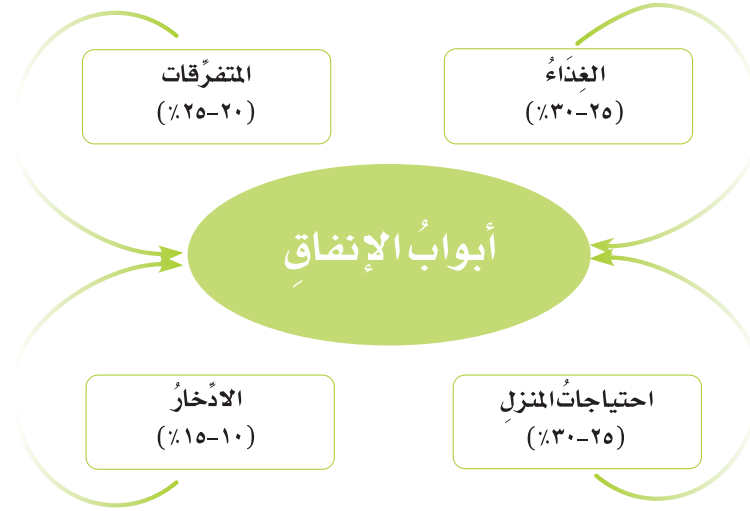 الغِذَاءُ
(٢٥-٣٠٪)
المتفرِّقات
(٢٠-٢٥٪)
أبوابُ الإنفاقِ
احتياجاتُ المنزلِ
(٢٥-٣٠٪)
الادِّخارُ
(١٠-١٥٪)